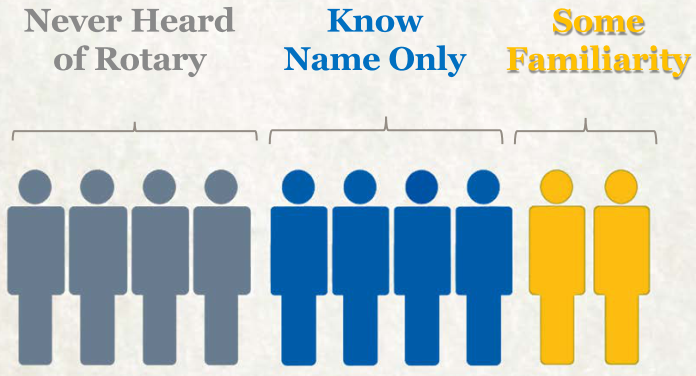 Never Heard
of Rotary
Know
Name Only
Some
Familiarity